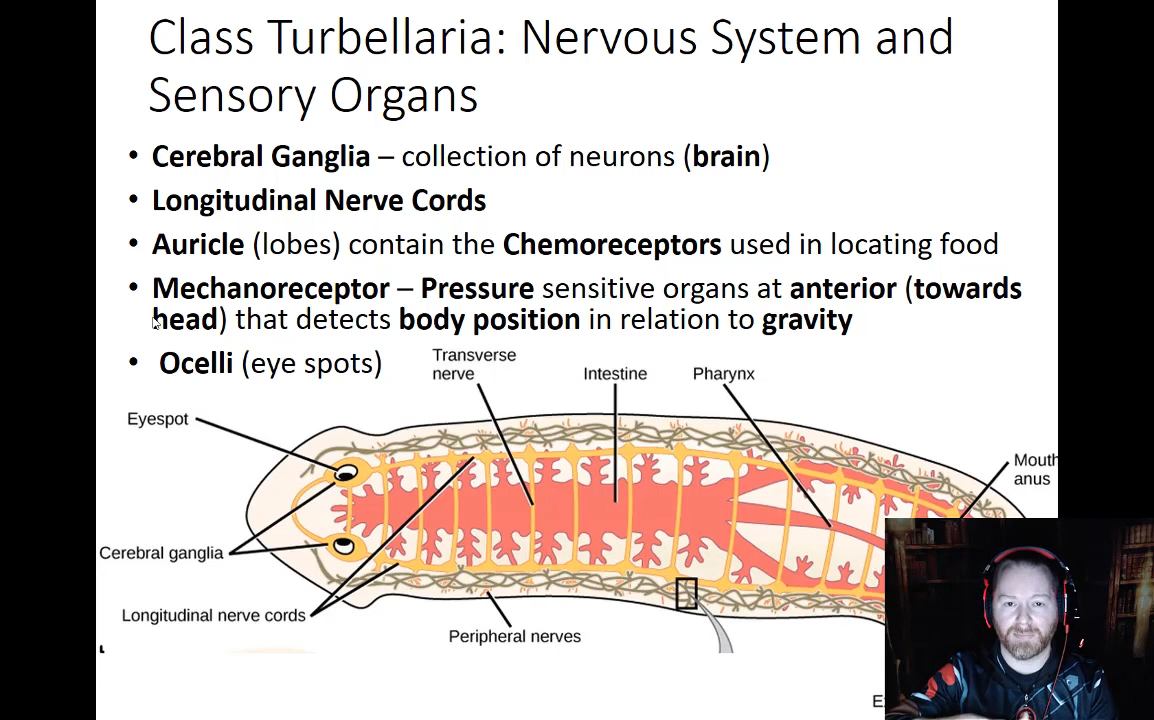 Class Turbellaria: Nervous System and
Sensory Organs
• Cerebral Ganglia – collection of neurons (brain)
• Longitudinal Nerve Cords
• Auricle (lobes) contain the Chemoreceptors used in locating food
• Mechanoreceptor – Pressure sensitive organs at anterior (towards
head) that detects body position in relation to gravity
• Ocelli (eye spots)
Transverse
nerve
Intestine
Pharynx
Eyespot
Mouth
anus
Cerebral ganglia
Longitudinal nerve cords
Peripheral nerves